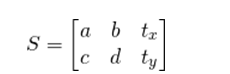 S = [a b t_x
c d t_y]